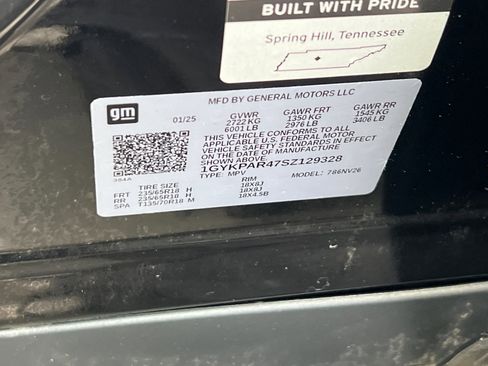 BUILT WITH PRIDE
Spring Hill, Tennessee
gm
MFD BY GENERAL MOTORS LLC
01/25 GVWR GAWR FRT GAWR RR
2722 KG 1350 KG 1545 KG
6001 LB 2976 LB 3406 LB
THIS VEHICLE CONFORMS TO ALL
APPLICABLE U.S. FEDERAL MOTOR
VEHICLE SAFETY STANDARDS IN EFFECT
ON THE DATE OF MANUFACTURE
SHOWN ABOVE
1GYKPAR47SZ129328
TYPE: MPV MODEL: 786NV26
384A
TIRE SIZE RIM
FRT 235/65R18 H 18X8J
RR 235/65R18 H 18X8J
SPA T135/70R18 M 18X4.5B